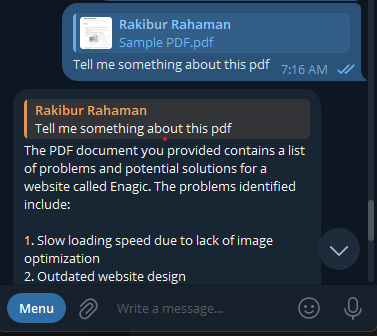 Rakibur Rahaman
Sample PDF.pdf
Tell me something about this pdf
7:16 AM
Rakibur Rahaman
Tell me something about this pdf
The PDF document you provided contains a list
of problems and potential solutions for a
website called Enagic. The problems identified
include:
1. Slow loading speed due to lack of image
optimization
2. Outdated website design
Menu
Write a message...